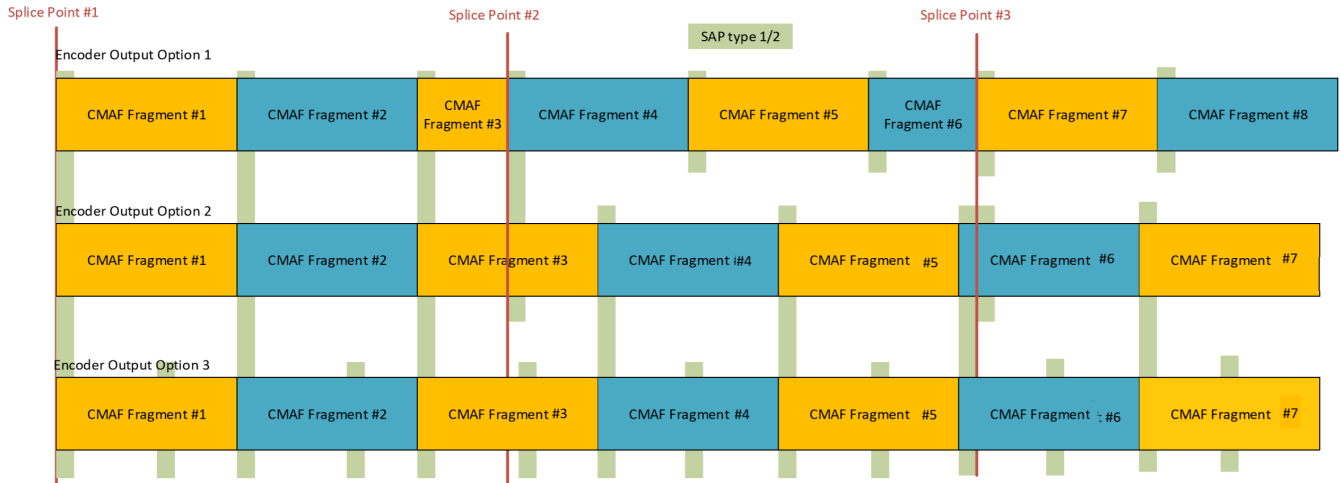 Splice Point #1
Splice Point #2
Splice Point #3
SAP type 1/2
Encoder Output Option 1
CMAF Fragment #1
CMAF Fragment #2
CMAF
Fragment #3
CMAF Fragment #4
CMAF Fragment #5
CMAF
Fragment #6
CMAF Fragment #7
CMAF Fragment #8
Encoder Output Option 2
CMAF Fragment #1
CMAF Fragment #2
CMAF Fragment #3
CMAF Fragment #4
CMAF Fragment #5
CMAF Fragment #6
CMAF Fragment #7
Encoder Output Option 3
CMAF Fragment #1
CMAF Fragment #2
CMAF Fragment #3
CMAF Fragment #4
CMAF Fragment #5
CMAF Fragment #6
CMAF Fragment #7